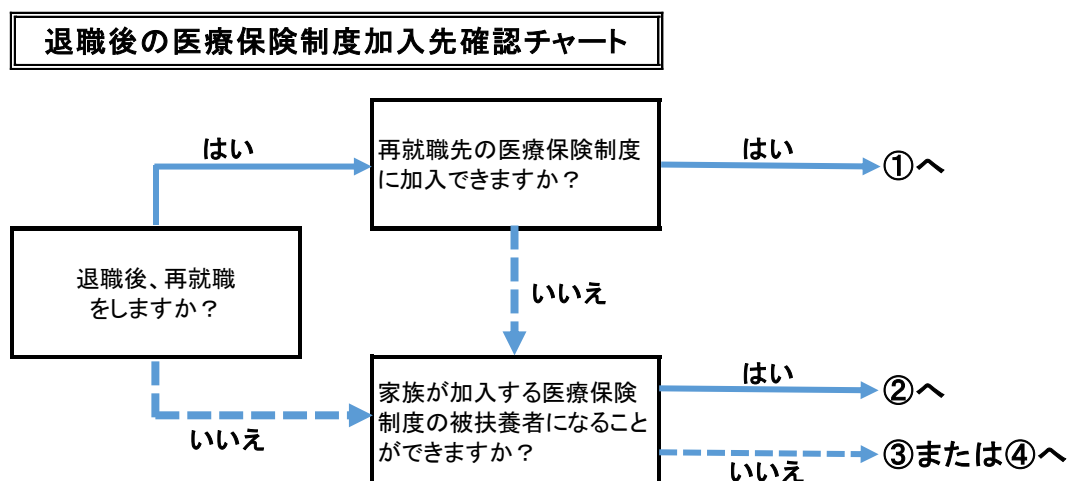 退職後の医療保険制度加入先確認チャート
はい
再就職先の医療保険制度
に加入できますか？
はい
①へ
退職後、再就職
をしますか？
いいえ
いいえ
家族が加入する医療保険
制度の被扶養者になること
ができますか？
はい
②へ
いいえ
③または④へ